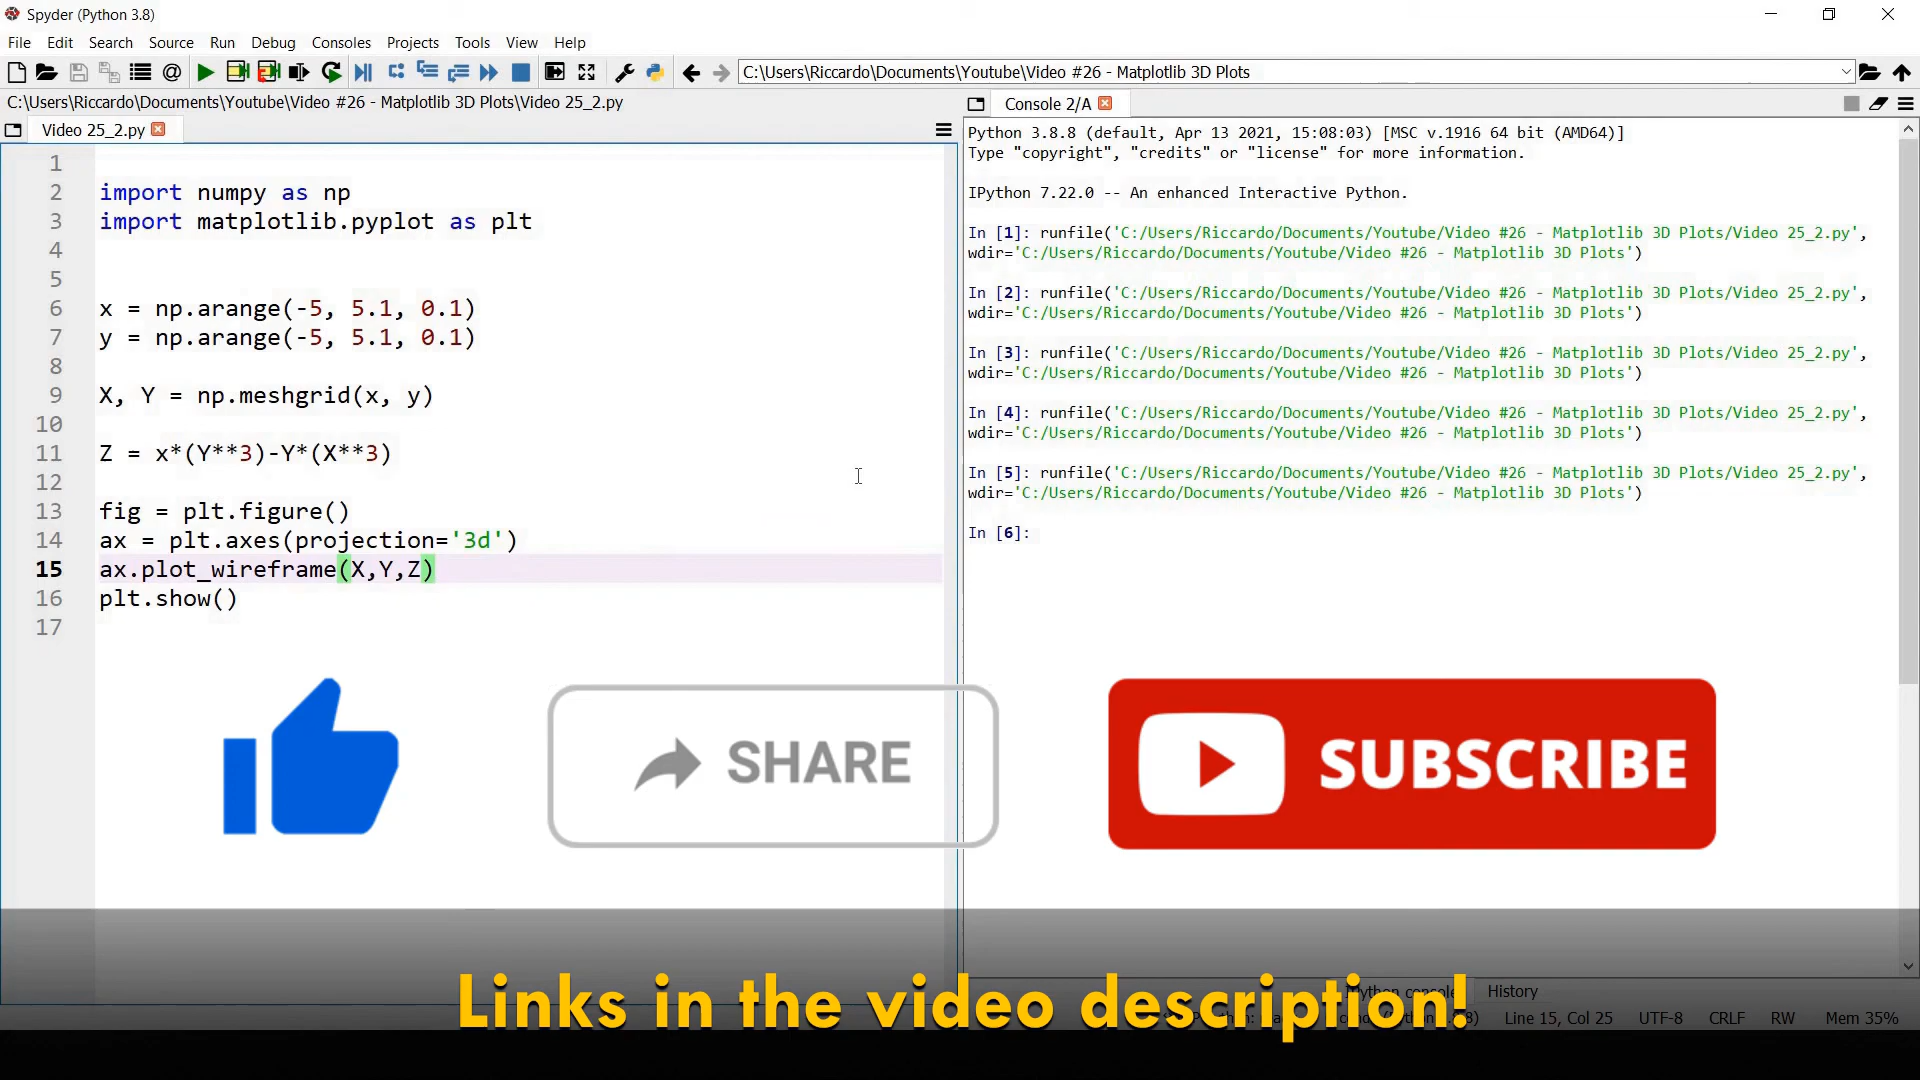 Spyder (Python 3.8)
File Edit Search Source Run Debug Consoles Projects Tools View Help
C:\Users\Riccardo\Documents\Youtube\Video #26 - Matplotlib 3D Plots
C:\Users\Riccardo\Documents\Youtube\Video #26 - Matplotlib 3D Plots\Video 25_2.py
Video 25_2.py
1
2 import numpy as np
3 import matplotlib.pyplot as plt
4
5
6 x = np.arange(-5, 5.1, 0.1)
7 y = np.arange(-5, 5.1, 0.1)
8
9 X, Y = np.meshgrid(x, y)
10
11 Z = x*(Y**3)-Y*(X**3)
12
13 fig = plt.figure()
14 ax = plt.axes(projection='3d')
15 ax.plot_wireframe(X,Y,Z)
16 plt.show()
17
Console 2/A
Python 3.8.8 (default, Apr 13 2021, 15:08:03) [MSC v.1916 64 bit (AMD64)]
Type "copyright", "credits" or "license" for more information.
IPython 7.22.0 -- An enhanced Interactive Python.
In [1]: runfile('C:/Users/Riccardo/Documents/Youtube/Video #26 - Matplotlib 3D Plots/Video 25_2.py',
wdir='C:/Users/Riccardo/Documents/Youtube/Video #26 - Matplotlib 3D Plots')
In [2]: runfile('C:/Users/Riccardo/Documents/Youtube/Video #26 - Matplotlib 3D Plots/Video 25_2.py',
wdir='C:/Users/Riccardo/Documents/Youtube/Video #26 - Matplotlib 3D Plots')
In [3]: runfile('C:/Users/Riccardo/Documents/Youtube/Video #26 - Matplotlib 3D Plots/Video 25_2.py',
wdir='C:/Users/Riccardo/Documents/Youtube/Video #26 - Matplotlib 3D Plots')
In [4]: runfile('C:/Users/Riccardo/Documents/Youtube/Video #26 - Matplotlib 3D Plots/Video 25_2.py',
wdir='C:/Users/Riccardo/Documents/Youtube/Video #26 - Matplotlib 3D Plots')
In [5]: runfile('C:/Users/Riccardo/Documents/Youtube/Video #26 - Matplotlib 3D Plots/Video 25_2.py',
wdir='C:/Users/Riccardo/Documents/Youtube/Video #26 - Matplotlib 3D Plots')
In [6]:
SHARE
SUBSCRIBE
Links in the video description!
IPython console History
Line 15, Col 25 UTF-8 CRLF RW Mem 35%